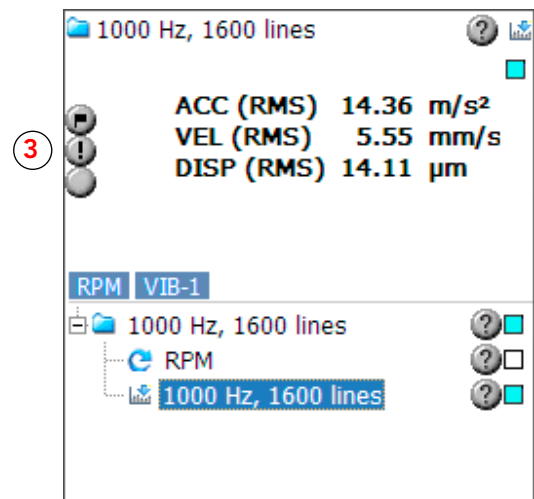 1000 Hz, 1600 lines ?
ACC (RMS) 14.36 m/s²
3 ! VEL (RMS) 5.55 mm/s
DISP (RMS) 14.11 µm
RPM VIB-1
1000 Hz, 1600 lines ?
RPM ?
1000 Hz, 1600 lines ?